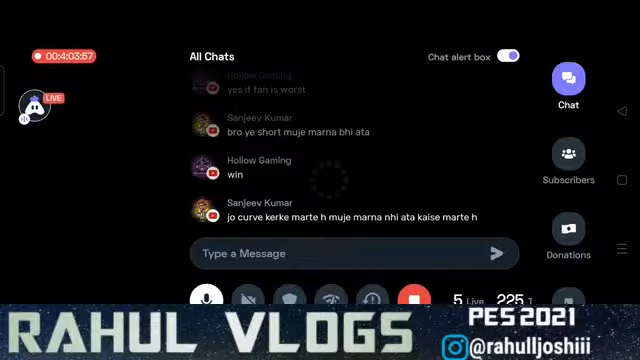 00:4:03:57
All Chats
Chat alert box
LIVE
Hollow Gaming
yes if fan is worst
Chat
Sanjeev Kumar
bro ye short muje marna bhi ata
Hollow Gaming
win
Subscribers
Sanjeev Kumar
jo curve kerke marte h muje marna nhi ata kaise marte h
Type a Message
Donations
5 Live 225
RAHUL VLOGS
PES 2021
@rahulljoshiii